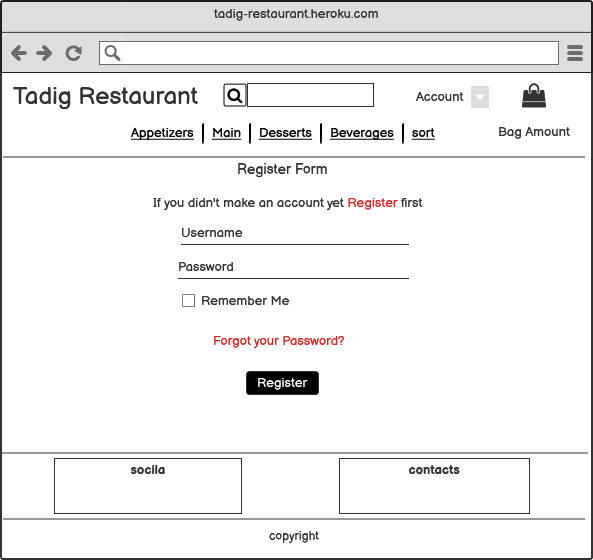 tadig-restaurant.heroku.com
Tadig Restaurant
Account
Appetizers Main Desserts Beverages sort
Bag Amount
Register Form
If you didn't make an account yet Register first
Username
Password
Remember Me
Forgot your Password?
Register
socila
contacts
copyright